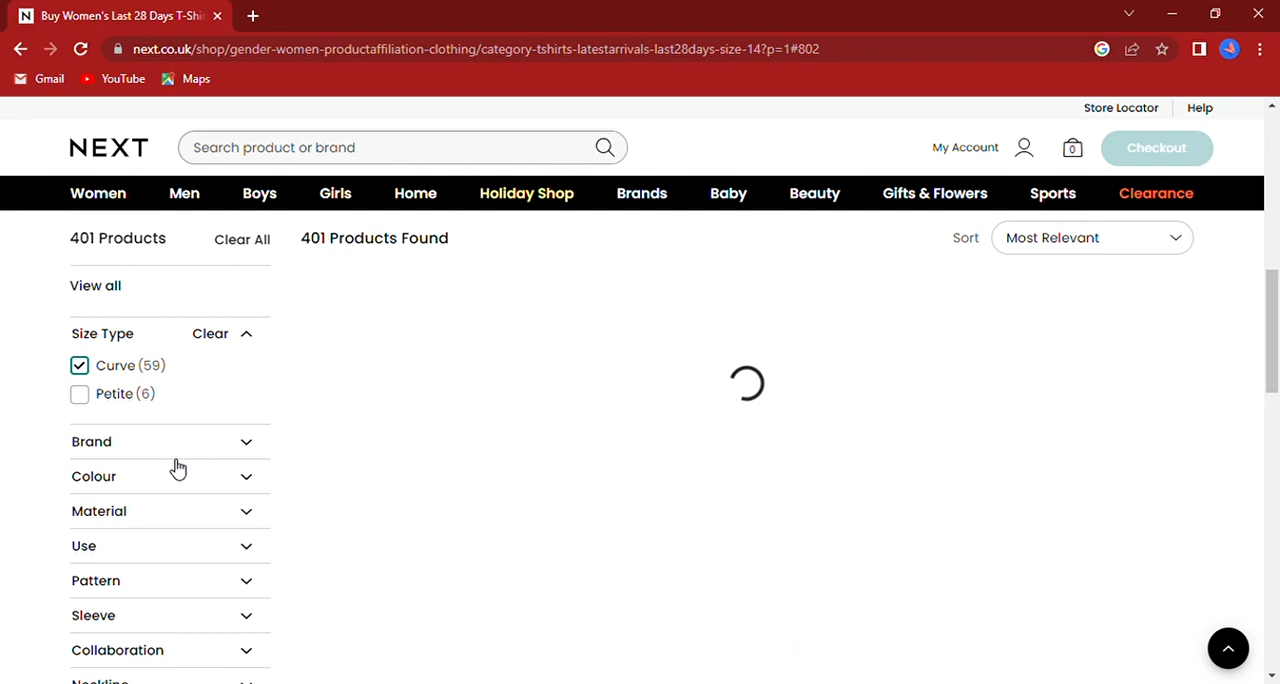 N Buy Women's Last 28 Days T-Shi
next.co.uk/shop/gender-women-productaffiliation-clothing/category-tshirts-latestarrivals-last28days-size-14?p=1#802
Gmail YouTube Maps
Store Locator Help
NEXT Search product or brand My Account 0 Checkout
Women Men Boys Girls Home Holiday Shop Brands Baby Beauty Gifts & Flowers Sports Clearance
401 Products Clear All 401 Products Found Sort Most Relevant
View all
Size Type Clear
Curve (59)
Petite (6)
Brand
Colour
Material
Use
Pattern
Sleeve
Collaboration
Neckline